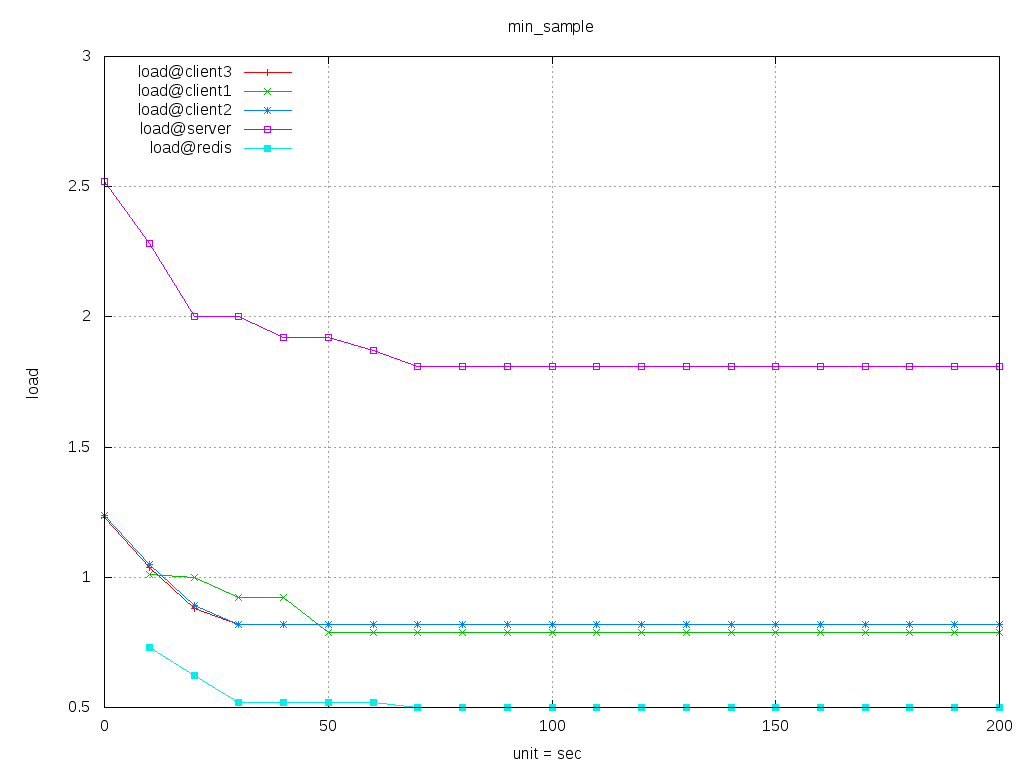 min_sample
3
load@client3
load@client1
load@client2
load@server
load@redis
2.5
2
load
1.5
1
0.5
0 50 100 150 200
unit = sec